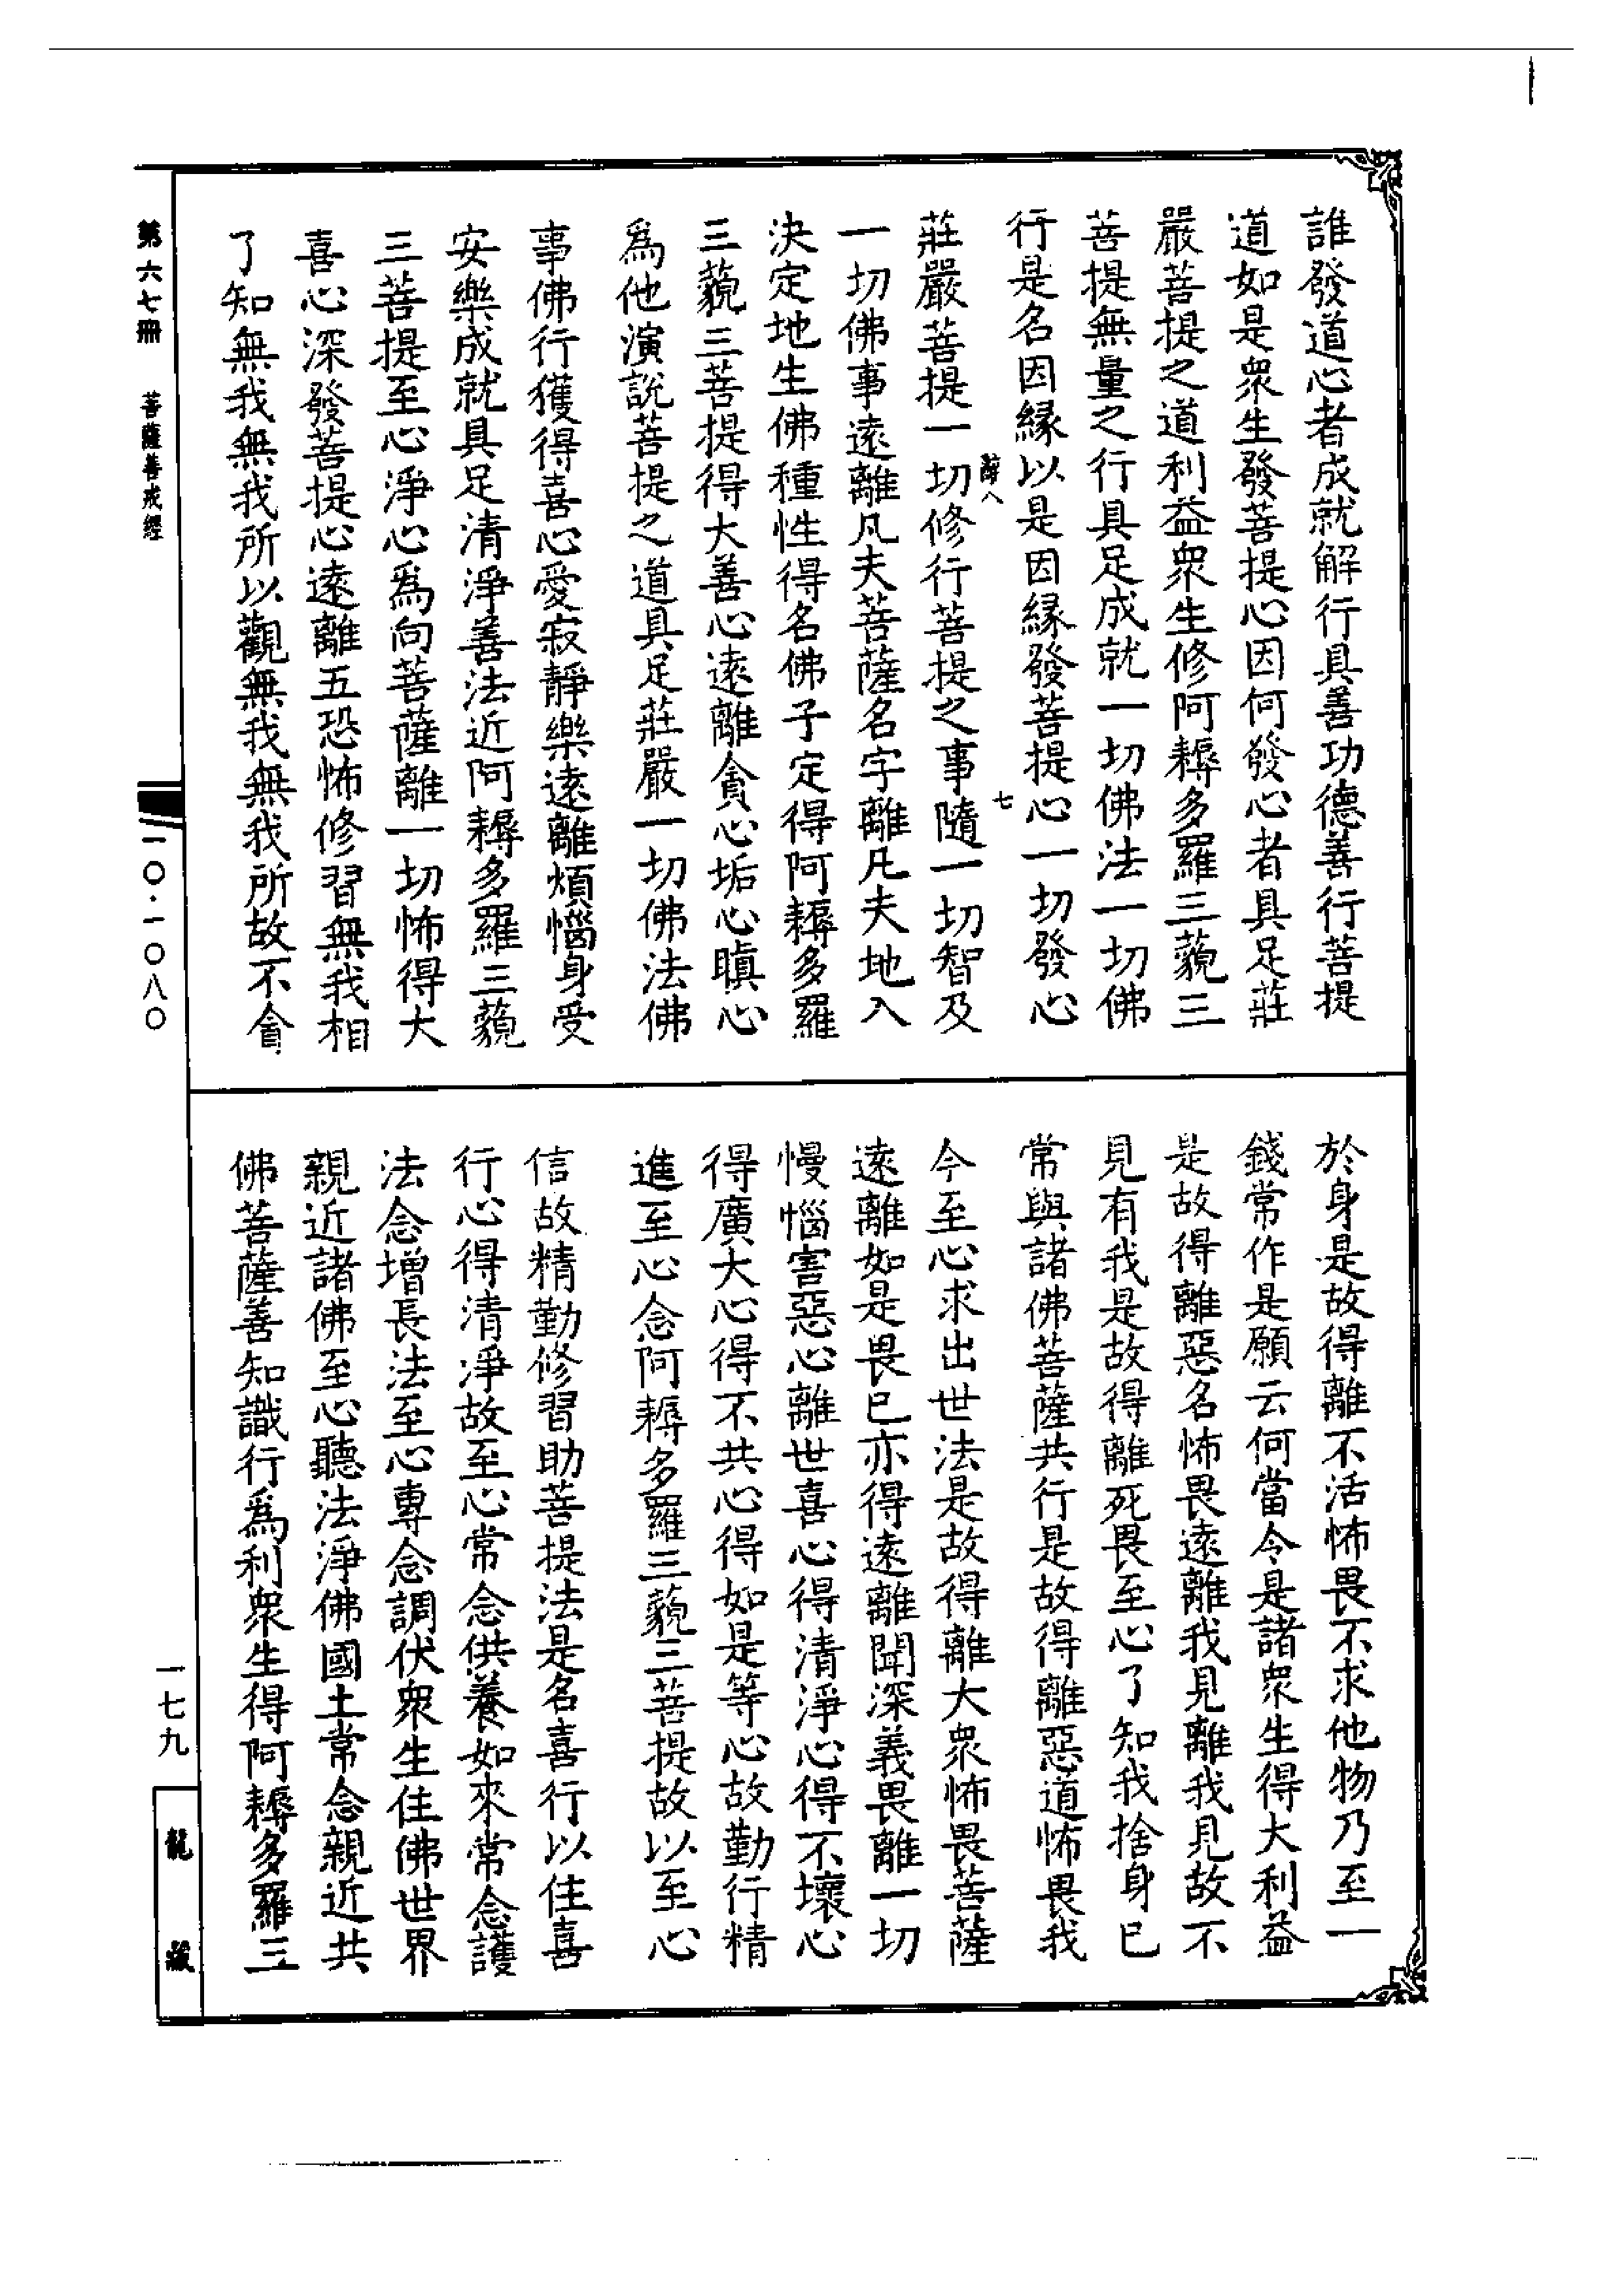 誰發道心者成就解行具善功德善行菩提
道如是衆生發菩提心因何發心者具足莊
嚴菩提之道利益衆生修阿耨多羅三藐三
菩提無量之行具足成就一切佛法一切佛
行是名因緣以是因緣發菩提心一切發心
莊嚴菩提一切修行菩提之事隨一切智及
一切佛事遠離凡夫菩薩名字離凡夫地入
決定地生佛種性得名佛子定得阿耨多羅
三藐三菩提得大善心遠離貪心垢心瞋心
爲他演說菩提之道具足莊嚴一切佛法佛
事佛行獲得喜心愛寂靜樂遠離煩惱身受
安樂成就具足清淨善法近阿耨多羅三藐
三菩提至心淨心爲向菩薩離一切怖得大
喜心深發菩提心遠離五恐怖修習無我相
了知無我無我所以觀無我無我所故不貪
於身是故得離不活怖畏不求他物乃至一
錢常作是願云何當令是諸衆生得大利益
是故得離惡名怖畏遠離我見離我見故不
見有我是故得離死畏至心了知我捨身已
常與諸佛菩薩共行是故得離惡道怖畏我
今至心求出世法是故得離大衆怖畏菩薩
遠離如是畏已亦得遠離聞深義畏離一切
慢惱害惡心離世喜心得清淨心得不壞心
得廣大心得不共心得如是等心故勤行精
進至心念阿耨多羅三藐三菩提故以至心
信故精勤修習助菩提法是名喜行以住喜
行心得清淨故至心常念供養如來常念護
法念增長法至心專念調伏衆生住佛世界
親近諸佛至心聽法淨佛國土常念親近共
佛菩薩善知識行爲利衆生得阿耨多羅三
第六七冊
菩薩善戒經
一〇·一〇八〇
一七九
龍藏
七